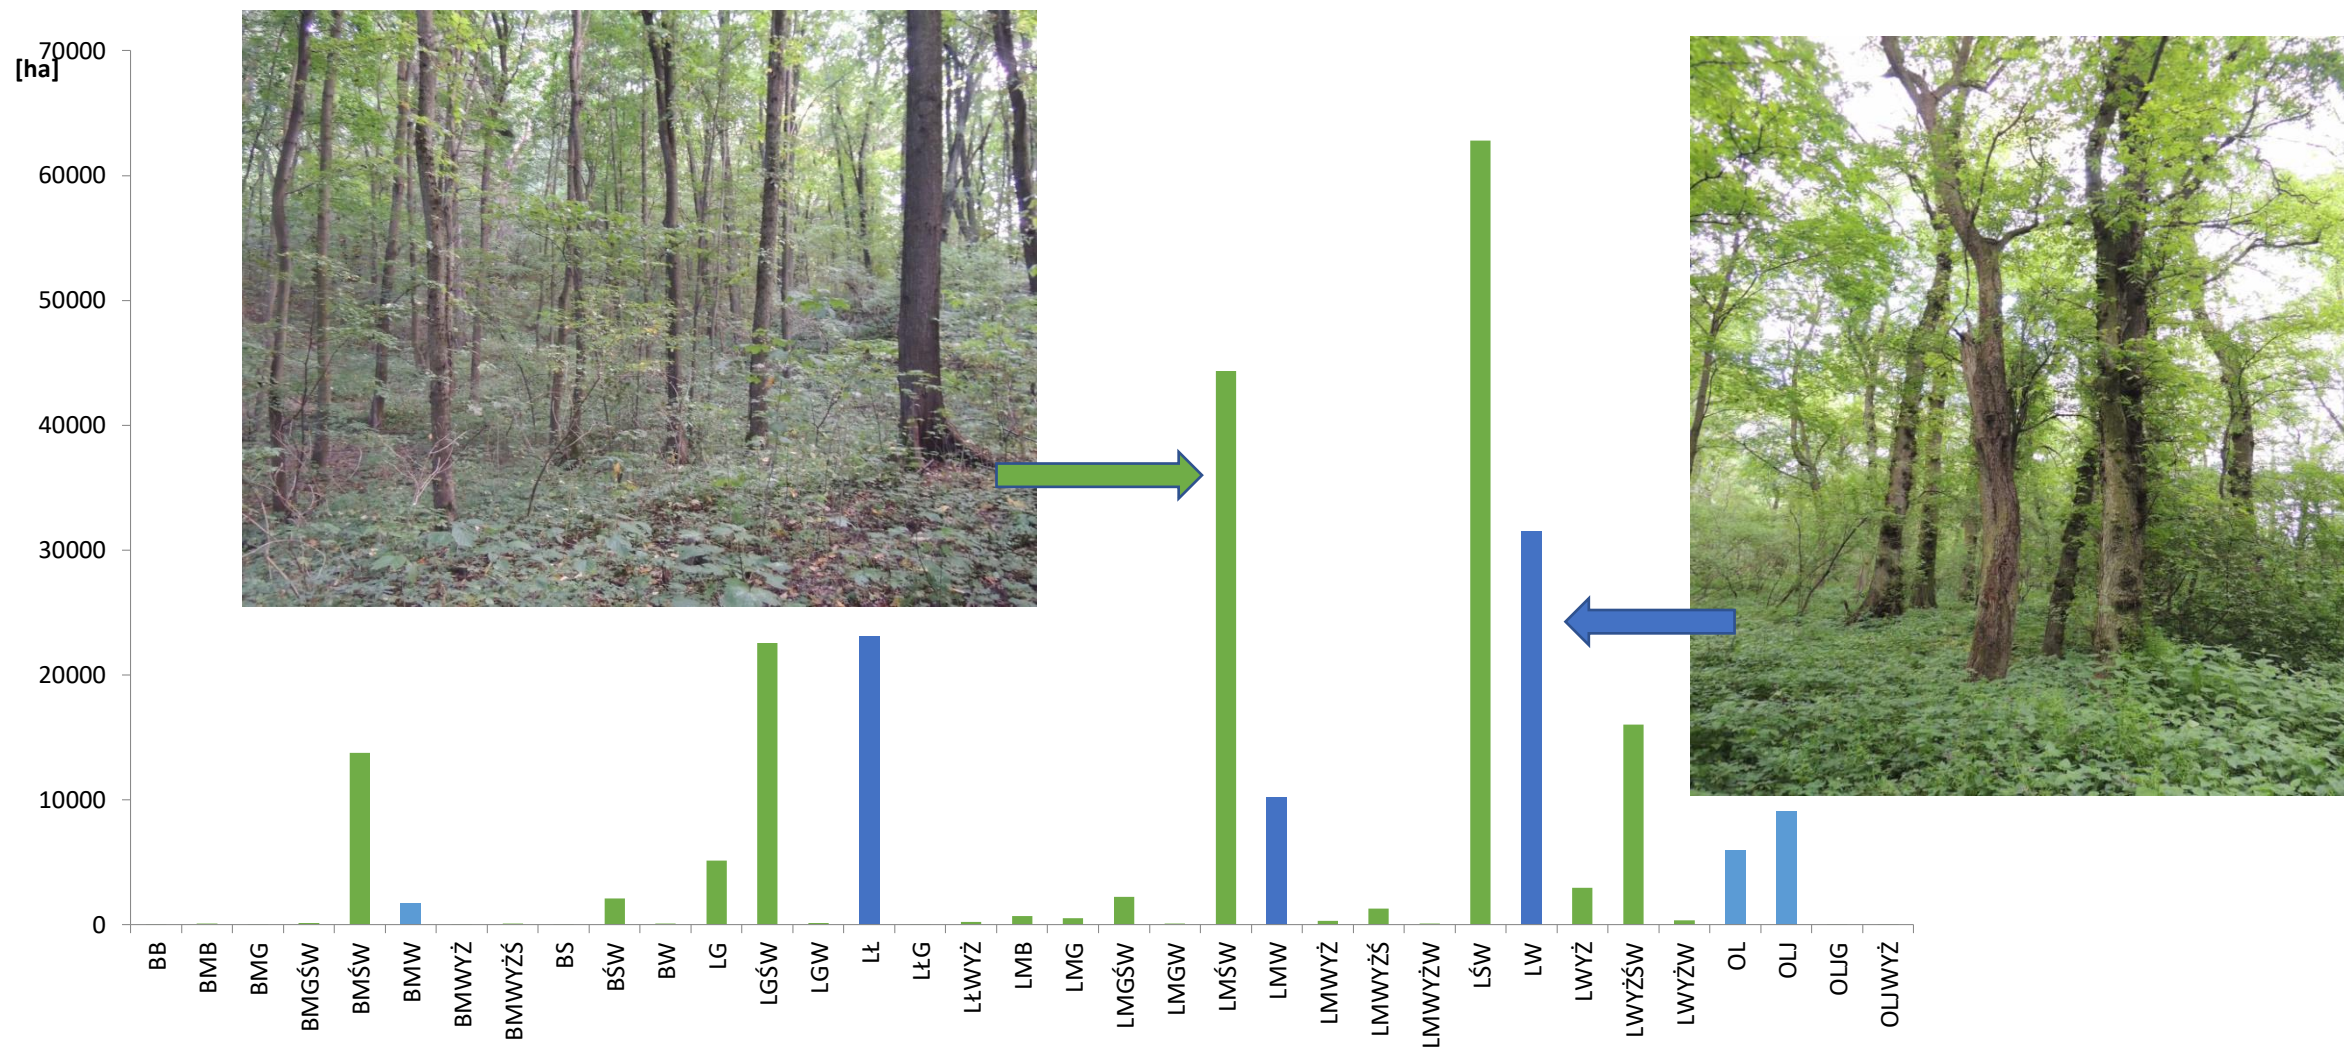 70000
[ha]
60000
50000
40000
30000
20000
10000
0
BB
BMB
BMG
BMGŚW
BMŚW
BMW
BMWYŻ
BMWYŻŚ
BS
BŚW
BW
LG
LGŚW
LGW
LŁ
LŁG
LŁWYŻ
LMB
LMG
LMGŚW
LMGW
LMŚW
LMW
LMWYŻ
LMWYŻŚ
LMWYŻW
LŚW
LW
LWYŻ
LWYŻŚW
LWYŻW
OL
OLJ
OLJG
OLJWYŻ